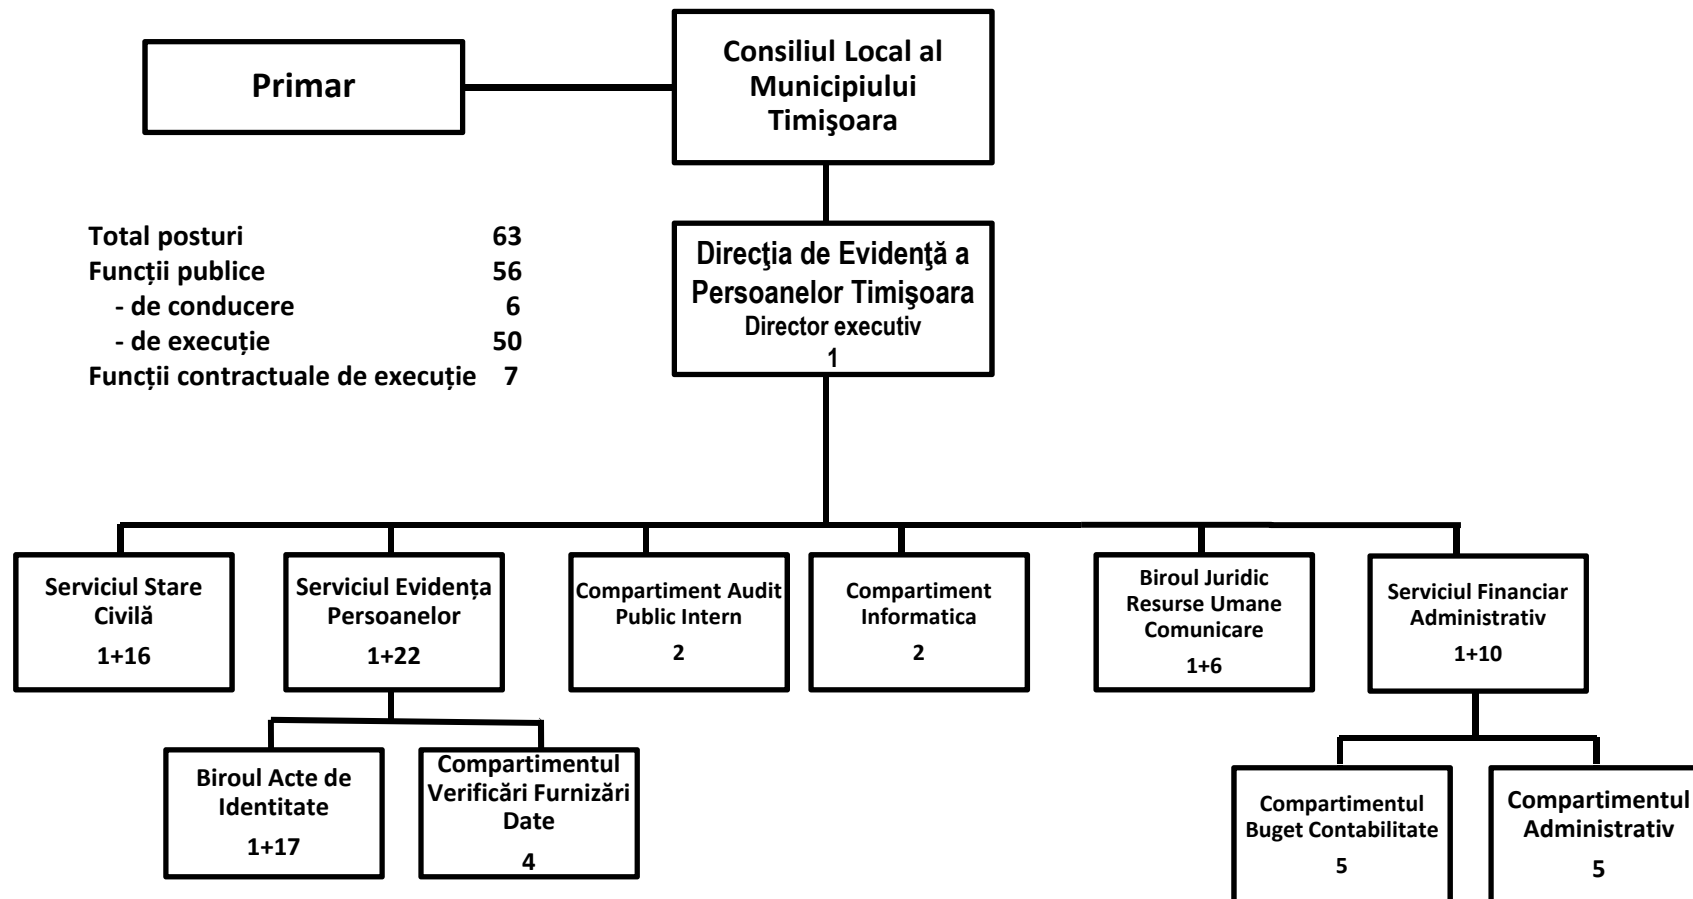 Primar
Consiliul Local al
Municipiului
Timişoara
Total posturi 63
Funcții publice 56
- de conducere 6
- de execuție 50
Funcții contractuale de execuție 7
Direcţia de Evidenţă a
Persoanelor Timişoara
Director executiv
1
Serviciul Stare
Civilă
1+16
Serviciul Evidența
Persoanelor
1+22
Compartiment Audit
Public Intern
2
Compartiment
Informatica
2
Biroul Juridic
Resurse Umane
Comunicare
1+6
Serviciul Financiar
Administrativ
1+10
Biroul Acte de
Identitate
1+17
Compartimentul
Verificări Furnizări
Date
4
Compartimentul
Buget Contabilitate
5
Compartimentul
Administrativ
5